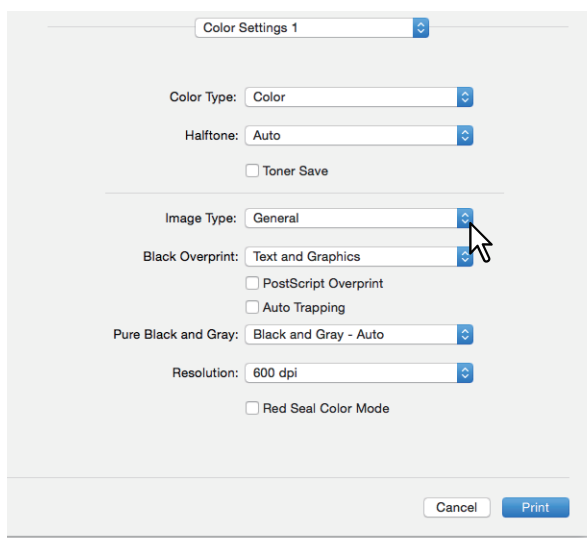 Color Settings 1
Color Type: Color
Halftone: Auto
Toner Save
Image Type: General
Black Overprint: Text and Graphics
PostScript Overprint
Auto Trapping
Pure Black and Gray: Black and Gray - Auto
Resolution: 600 dpi
Red Seal Color Mode
Cancel Print